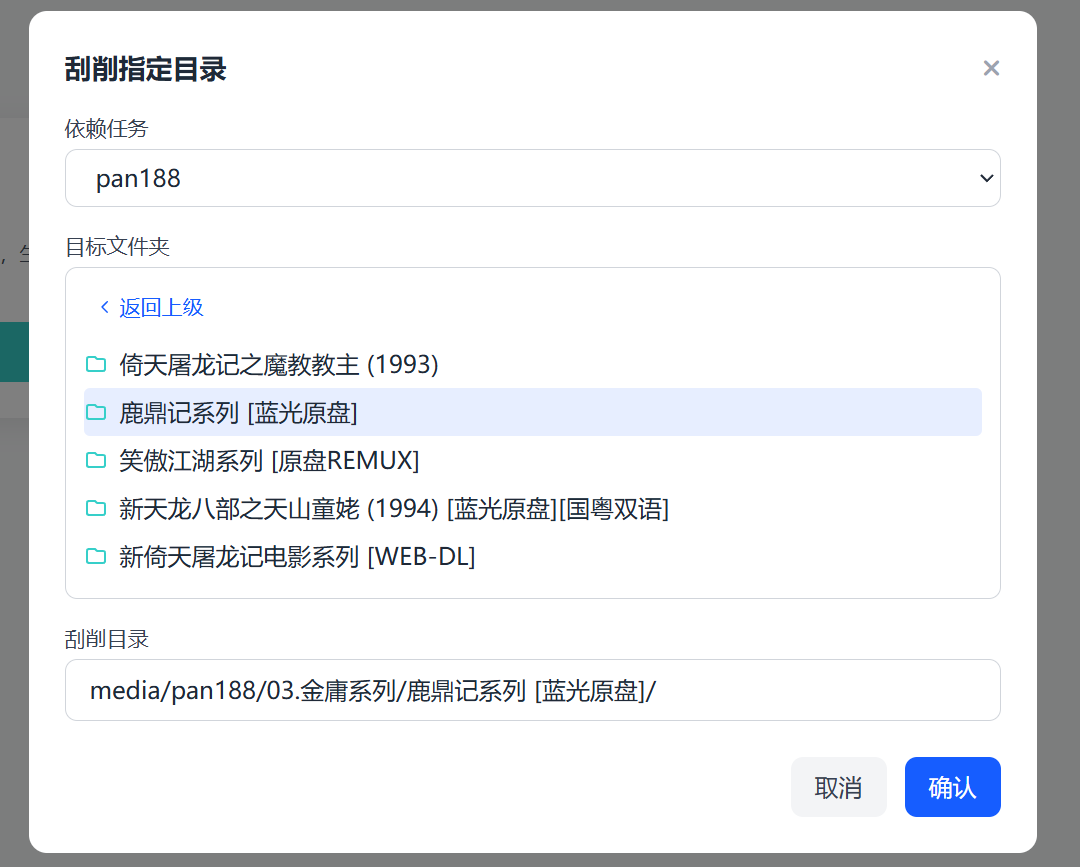 刮削指定目录
依赖任务
pan188
目标文件夹
返回上级
倚天屠龙记之魔教教主 (1993)
鹿鼎记系列 [蓝光原盘]
笑傲江湖系列 [原盘REMUX]
新天龙八部之天山童姥 (1994) [蓝光原盘][国粤双语]
新倚天屠龙记电影系列 [WEB-DL]
刮削目录
media/pan188/03.金庸系列/鹿鼎记系列 [蓝光原盘]/
取消
确认